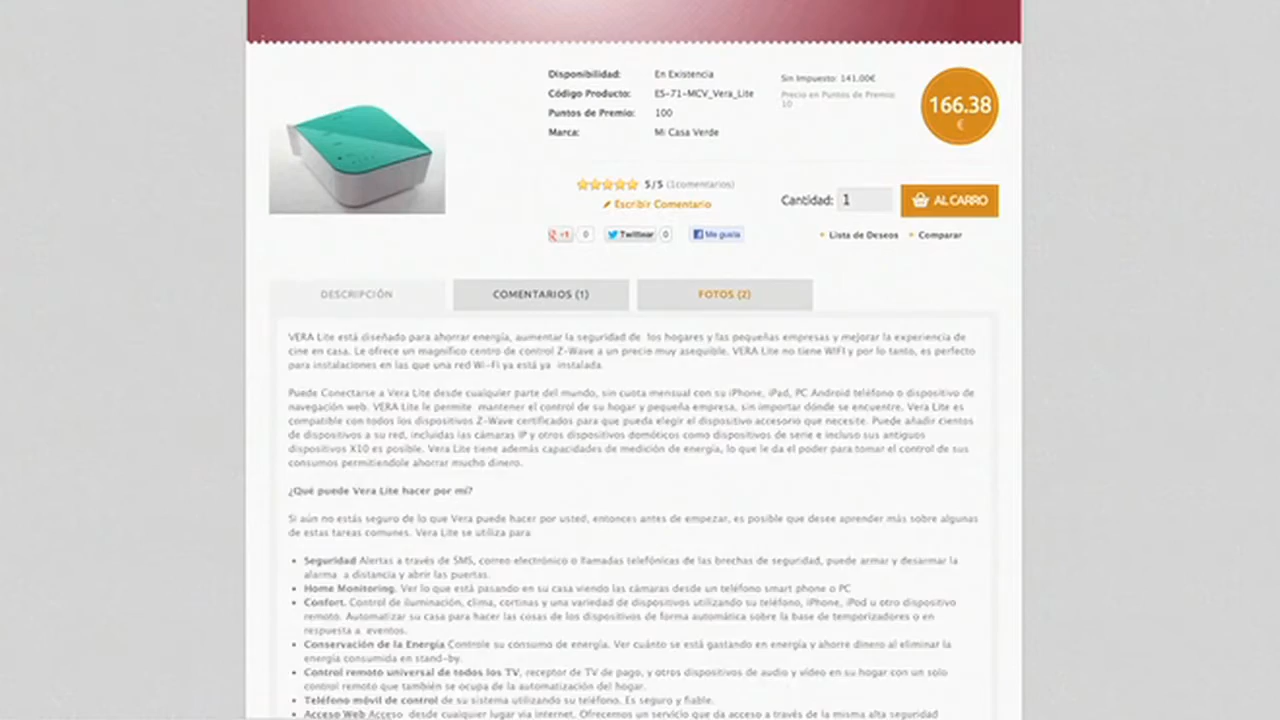 Disponibilidad: En Existencia
Código Producto: ES-71-MCV_Vera_Lite
Puntos de Premio: 100
Marca: Mi Casa Verde
Sin Impuesto: 141.00€
Precio en Puntos de Premio:
10
166.38
€
5/5 (1comentarios)
Escribir Comentario
+1 0 Twittear 0 Me gusta
Cantidad: 1 AL CARRO
Lista de Deseos Comparar
DESCRIPCIÓN COMENTARIOS (1) FOTOS (2)
VERA Lite está diseñado para ahorrar energía, aumentar la seguridad de los hogares y las pequeñas empresas y mejorar la experiencia de
cine en casa. Le ofrece un magnífico centro de control Z-Wave a un precio muy asequible. VERA Lite no tiene WIFI y por lo tanto, es perfecto
para instalaciones en las que una red Wi-Fi ya está ya instalada.
Puede Conectarse a Vera Lite desde cualquier parte del mundo, sin cuota mensual con su iPhone, iPad, PC Android teléfono o dispositivo de
navegación web. VERA Lite le permite mantener el control de su hogar y pequeña empresa, sin importar dónde se encuentre. Vera Lite es
compatible con todos los dispositivos Z-Wave certificados para que pueda elegir el dispositivo accesorio que necesite. Puede añadir cientos
de dispositivos a su red, incluidas las cámaras IP y otros dispositivos domóticos como dispositivos de serie e incluso sus antiguos
dispositivos X10 es posible. Vera Lite tiene además capacidades de medición de energía, lo que le da el poder para tomar el control de sus
consumos permitiendole ahorrar mucho dinero.
¿Qué puede Vera Lite hacer por mí?
Si aún no estás seguro de lo que Vera puede hacer por usted, entonces antes de empezar, es posible que desee aprender más sobre algunas
de estas tareas comunes. Vera Lite se utiliza para
• Seguridad Alertas a través de SMS, correo electrónico o llamadas telefónicas de las brechas de seguridad, puede armar y desarmar la
alarma a distancia y abrir las puertas.
• Home Monitoring. Ver lo que está pasando en su casa viendo las cámaras desde un teléfono smart phone o PC
• Confort. Control de iluminación, clima, cortinas y una variedad de dispositivos utilizando su teléfono, iPhone, iPod u otro dispositivo
remoto. Automatizar su casa para hacer las cosas de los dispositivos de forma automática sobre la base de temporizadores o en
respuesta a eventos.
• Conservación de la Energía Controle su consumo de energía. Ver cuánto se está gastando en energía y ahorre dinero al eliminar la
energía consumida en stand-by.
• Control remoto universal de todos los TV, receptor de TV de pago, y otros dispositivos de audio y vídeo en su hogar con un solo
control remoto que también se ocupa de la automatización del hogar.
• Teléfono móvil de control de su sistema utilizando su teléfono. Es seguro y fiable.
• Acceso Web Acceso desde cualquier lugar via internet. Ofrecemos un servicio que da acceso a través de la misma alta seguridad